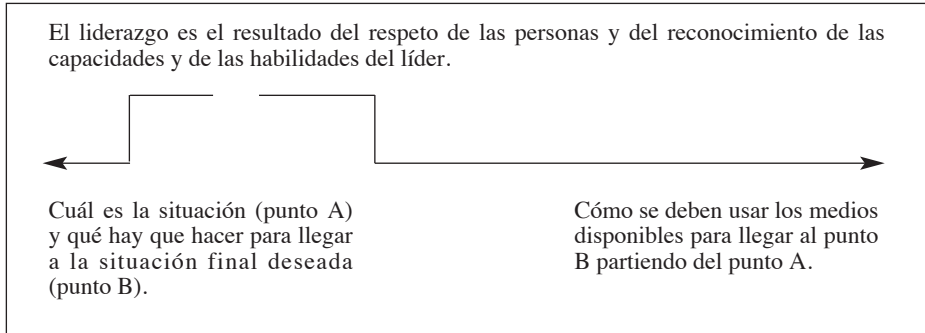 El liderazgo es el resultado del respeto de las personas y del reconocimiento de las
capacidades y de las habilidades del líder.
Cuál es la situación (punto A)
y qué hay que hacer para llegar
a la situación final deseada
(punto B).
Cómo se deben usar los medios
disponibles para llegar al punto
B partiendo del punto A.